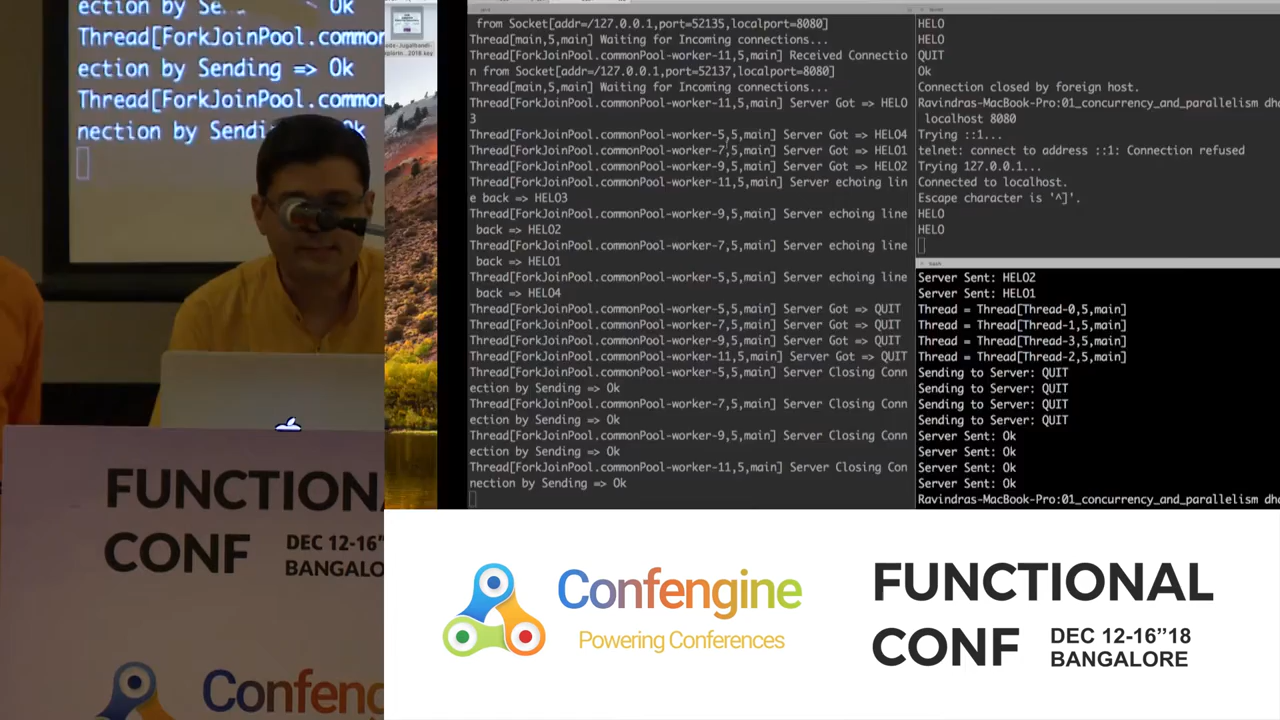 ection by Se
Thread[ForkJoinPool.commor
ection by Sending => Ok
Thread[ForkJoinPool.commor
nection by Sendi Ok
FUNCTIONA
CONF DEC 12-16"
BANGALO
Confengi
2018.key
from Socket[addr=/127.0.0.1,port=52135,localport=8080]
Thread[main,5,main] Waiting for Incoming connections...
Thread[ForkJoinPool.commonPool-worker-11,5,main] Received Connectio
n from Socket[addr=/127.0.0.1,port=52137,localport=8080]
Thread[main,5,main] Waiting for Incoming connections...
Thread[ForkJoinPool.commonPool-worker-11,5,main] Server Got => HELO
3
Thread[ForkJoinPool.commonPool-worker-5,5,main] Server Got => HELO4
Thread[ForkJoinPool.commonPool-worker-7,5,main] Server Got => HELO1
Thread[ForkJoinPool.commonPool-worker-9,5,main] Server Got => HELO2
Thread[ForkJoinPool.commonPool-worker-11,5,main] Server echoing lin
e back => HELO3
Thread[ForkJoinPool.commonPool-worker-9,5,main] Server echoing line
back => HELO2
Thread[ForkJoinPool.commonPool-worker-7,5,main] Server echoing line
back => HELO1
Thread[ForkJoinPool.commonPool-worker-5,5,main] Server echoing line
back => HELO4
Thread[ForkJoinPool.commonPool-worker-5,5,main] Server Got => QUIT
Thread[ForkJoinPool.commonPool-worker-7,5,main] Server Got => QUIT
Thread[ForkJoinPool.commonPool-worker-9,5,main] Server Got => QUIT
Thread[ForkJoinPool.commonPool-worker-11,5,main] Server Got => QUIT
Thread[ForkJoinPool.commonPool-worker-5,5,main] Server Closing Conn
ection by Sending => Ok
Thread[ForkJoinPool.commonPool-worker-7,5,main] Server Closing Conn
ection by Sending => Ok
Thread[ForkJoinPool.commonPool-worker-9,5,main] Server Closing Conn
ection by Sending => Ok
Thread[ForkJoinPool.commonPool-worker-11,5,main] Server Closing Con
nection by Sending => Ok
HELO
HELO
QUIT
Ok
Connection closed by foreign host.
Ravindras-MacBook-Pro:01_concurrency_and_parallelism dha
localhost 8080
Trying ::1...
telnet: connect to address ::1: Connection refused
Trying 127.0.0.1...
Connected to localhost.
Escape character is '^]'.
HELO
HELO
bash
Server Sent: HELO2
Server Sent: HELO1
Thread = Thread[Thread-0,5,main]
Thread = Thread[Thread-1,5,main]
Thread = Thread[Thread-3,5,main]
Thread = Thread[Thread-2,5,main]
Sending to Server: QUIT
Sending to Server: QUIT
Sending to Server: QUIT
Sending to Server: QUIT
Server Sent: Ok
Server Sent: Ok
Server Sent: Ok
Server Sent: Ok
Ravindras-MacBook-Pro:01_concurrency_and_parallelism dha
Confengine
Powering Conferences
FUNCTIONAL
CONF DEC 12-16”18
BANGALORE